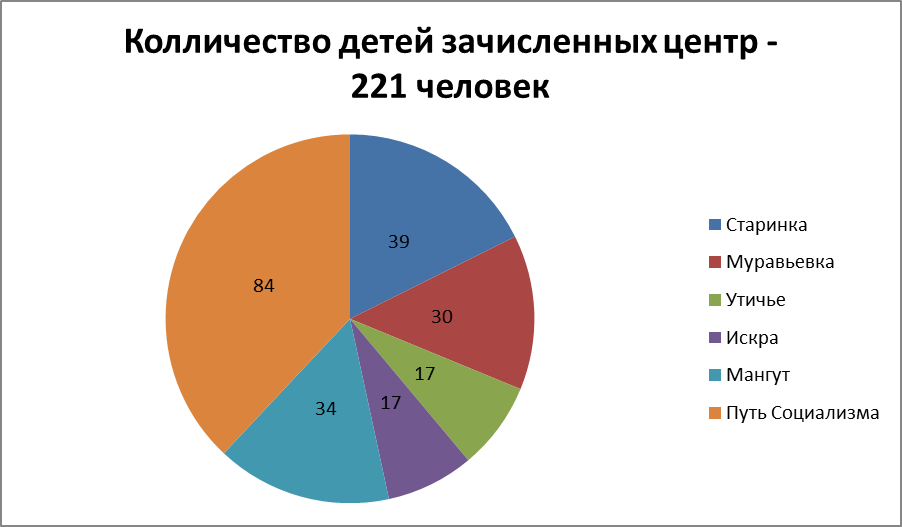 Колличество детей зачисленных центр -
221 человек
39
30
17
17
34
84
Старинка
Муравьевка
Утичье
Искра
Мангут
Путь Социализма